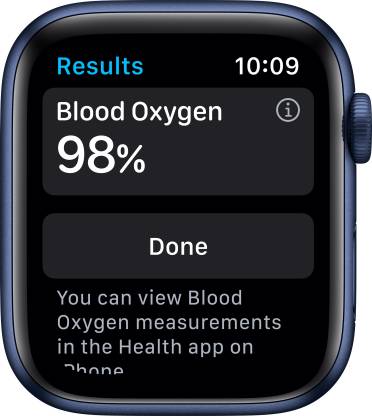 Results 10:09
Blood Oxygen
98%
Done
You can view Blood
Oxygen measurements
in the Health app on